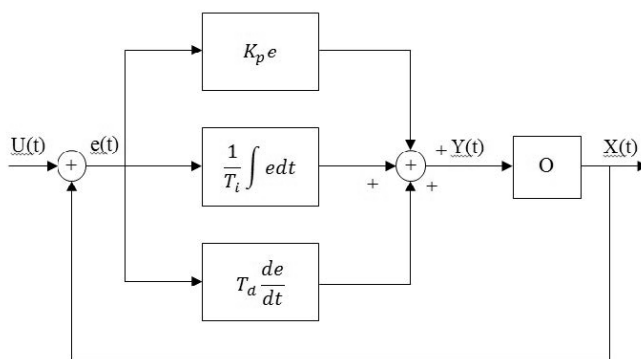 K_p e
U(t) + e(t) 1/T_i ∫ edt + + + Y(t) O X(t)
+ +
T_d de/dt